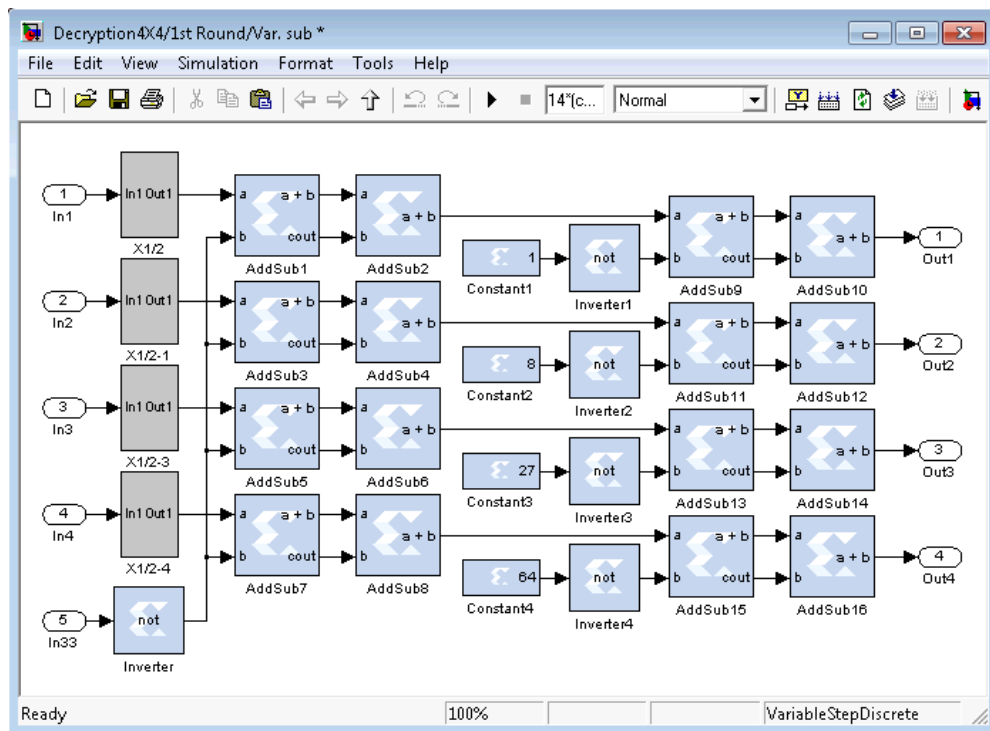 Decryption4X4/1st Round/Var. sub *
File Edit View Simulation Format Tools Help
14*(c... Normal
1 In1 Out1 a a + b a
In1 b cout b a + b a a + b a
X1/2 AddSub1 AddSub2 1 not b cout b a + b 1
Constant1 Inverter1 AddSub9 AddSub10 Out1
2 In1 Out1 a a + b a
In2 b cout b a + b a a + b a
X1/2-1 AddSub3 AddSub4 8 not b cout b a + b 2
Constant2 Inverter2 AddSub11 AddSub12 Out2
3 In1 Out1 a a + b a
In3 b cout b a + b a a + b a
X1/2-3 AddSub5 AddSub6 27 not b cout b a + b 3
Constant3 Inverter3 AddSub13 AddSub14 Out3
4 In1 Out1 a a + b a
In4 b cout b a + b a a + b a
X1/2-4 AddSub7 AddSub8 64 not b cout b a + b 4
Constant4 Inverter4 AddSub15 AddSub16 Out4
5 not
In33
Inverter
Ready 100% VariableStepDiscrete